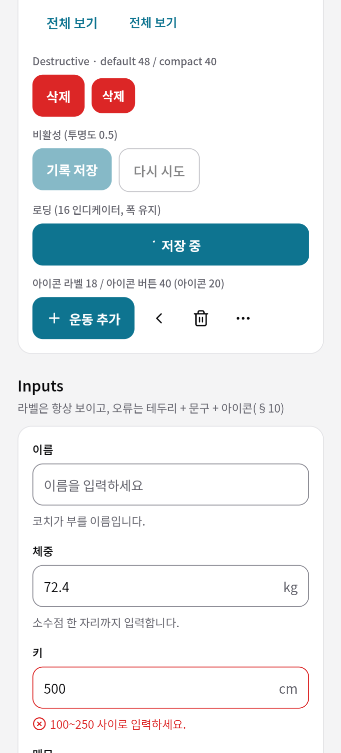 전체 보기 전체 보기
Destructive · default 48 / compact 40
삭제 삭제
비활성 (투명도 0.5)
기록 저장 다시 시도
로딩 (16 인디케이터, 폭 유지)
저장 중
아이콘 라벨 18 / 아이콘 버튼 40 (아이콘 20)
운동 추가
Inputs
라벨은 항상 보이고, 오류는 테두리 + 문구 + 아이콘(§10)
이름
이름을 입력하세요
코치가 부를 이름입니다.
체중
72.4 kg
소수점 한 자리까지 입력합니다.
키
500 cm
100~250 사이로 입력하세요.